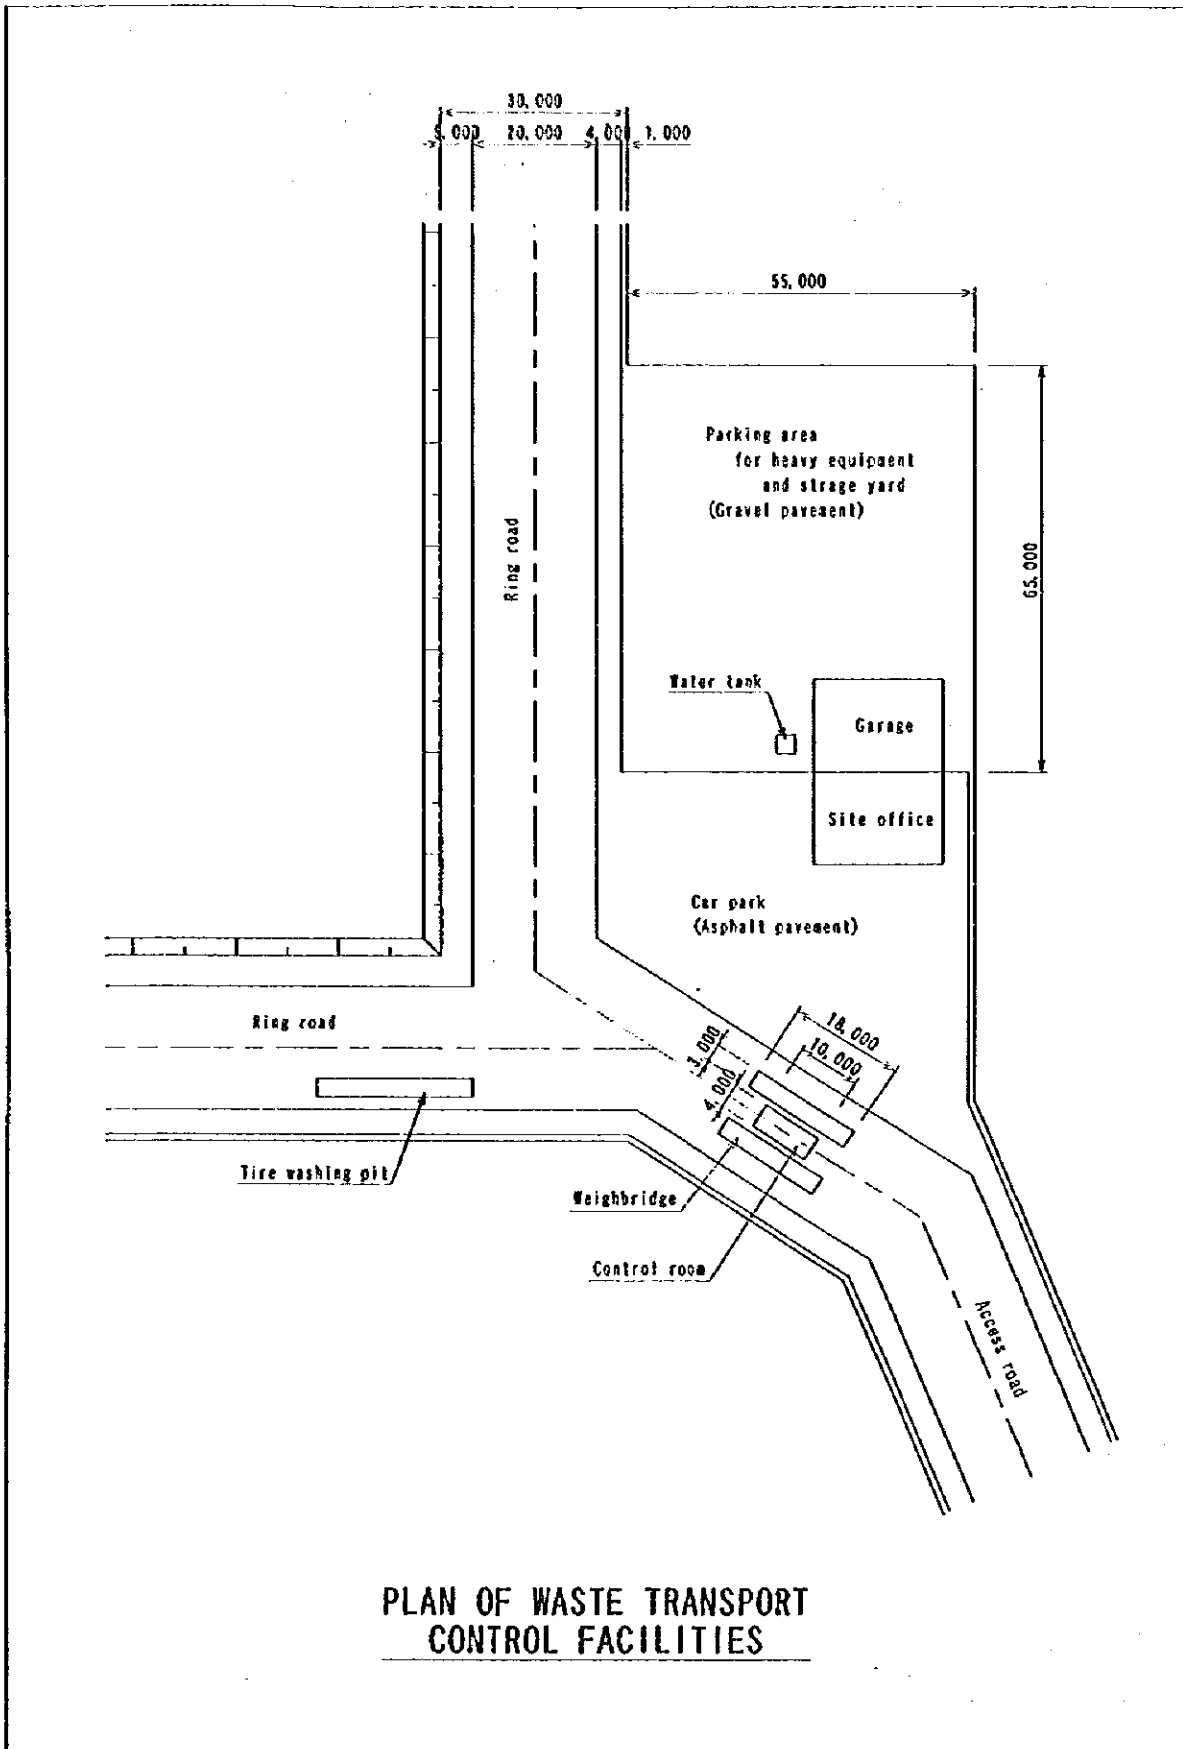 30,000
5,000 20,000 4,000 1,000
55,000
Parking area
for heavy equipment
and strage yard
(Gravel pavement)
65,000
Ring road
Water tank
Garage
Site office
Car park
(Asphalt pavement)
Ring road
18,000
10,000
3,000
4,000
Tire washing pit
Weighbridge
Control room
Access road
PLAN OF WASTE TRANSPORT
CONTROL FACILITIES